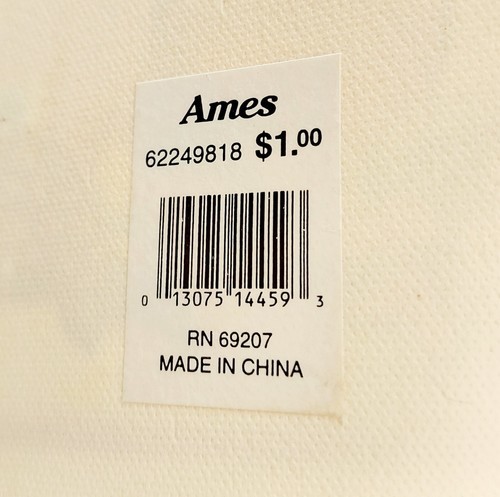 Ames
62249818 $1.00
0 13075 14459 3
RN 69207
MADE IN CHINA